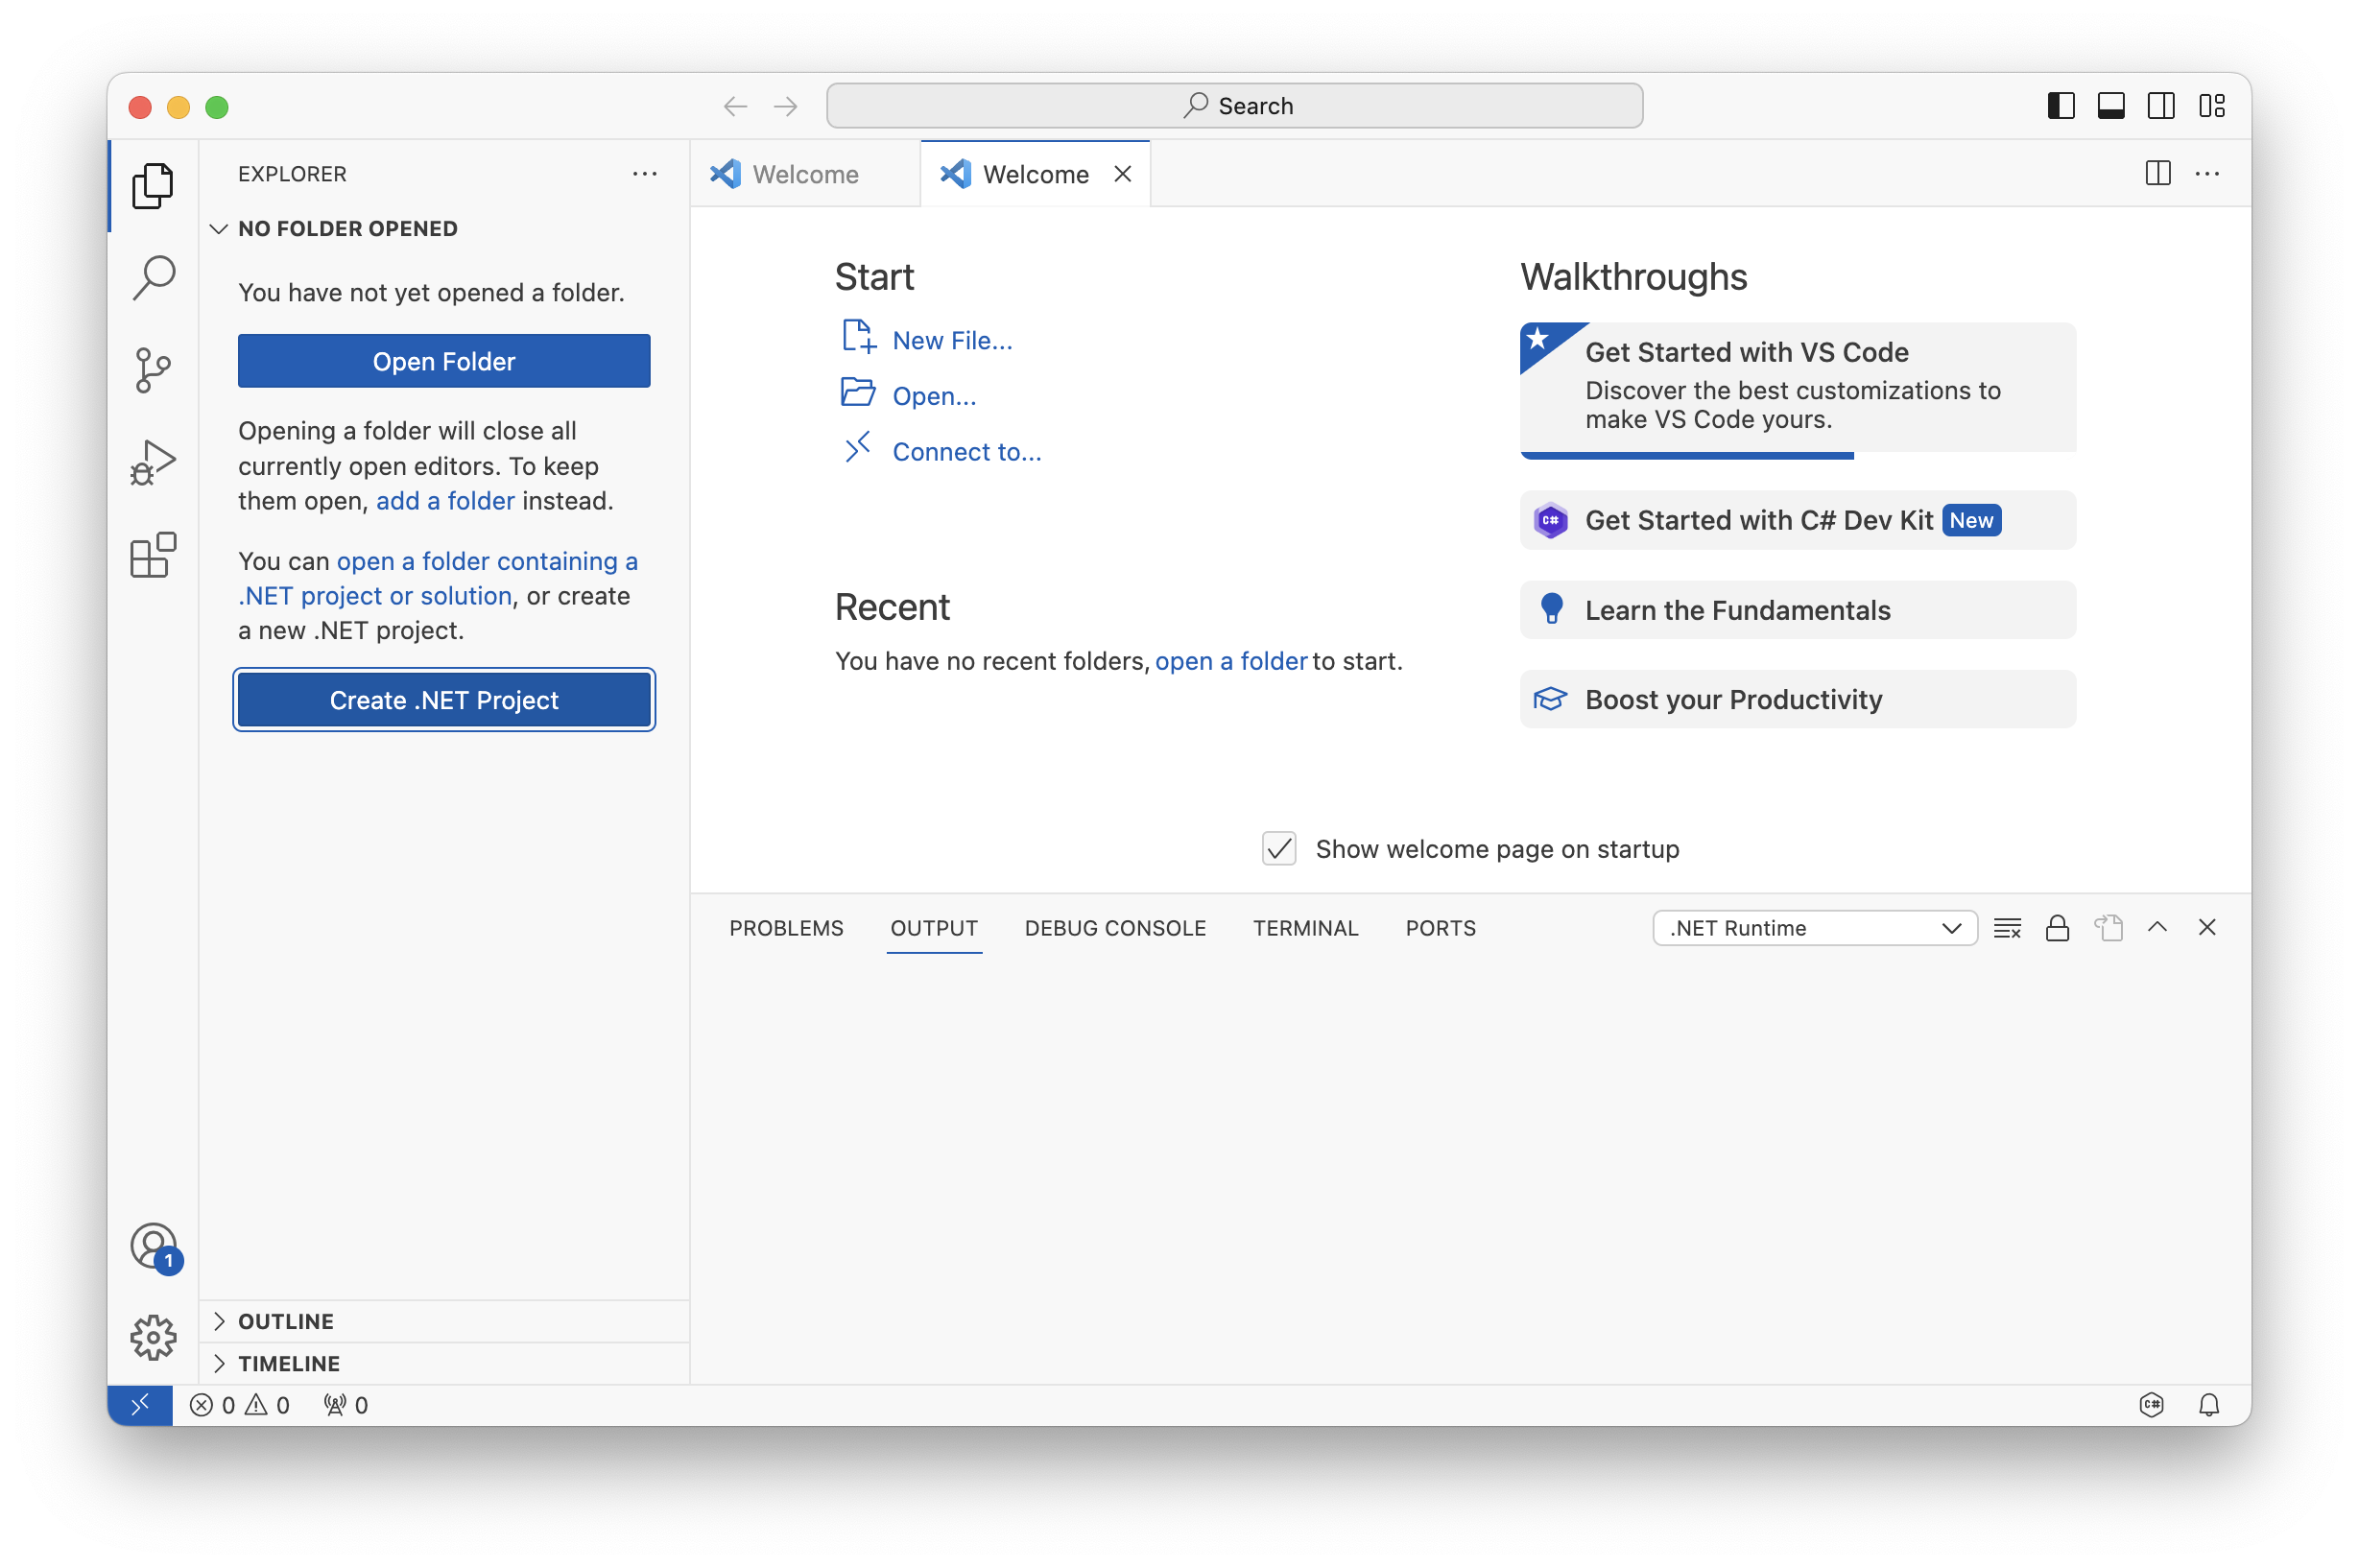 Search
EXPLORER
NO FOLDER OPENED
You have not yet opened a folder.
Open Folder
Opening a folder will close all
currently open editors. To keep
them open, add a folder instead.
You can open a folder containing a
.NET project or solution, or create
a new .NET project.
Create .NET Project
OUTLINE
TIMELINE
Welcome
Welcome
Start
New File...
Open...
Connect to...
Recent
You have no recent folders, open a folder to start.
Walkthroughs
Get Started with VS Code
Discover the best customizations to
make VS Code yours.
C# Get Started with C# Dev Kit New
Learn the Fundamentals
Boost your Productivity
Show welcome page on startup
PROBLEMS OUTPUT DEBUG CONSOLE TERMINAL PORTS .NET Runtime
1
0 0 0 C#